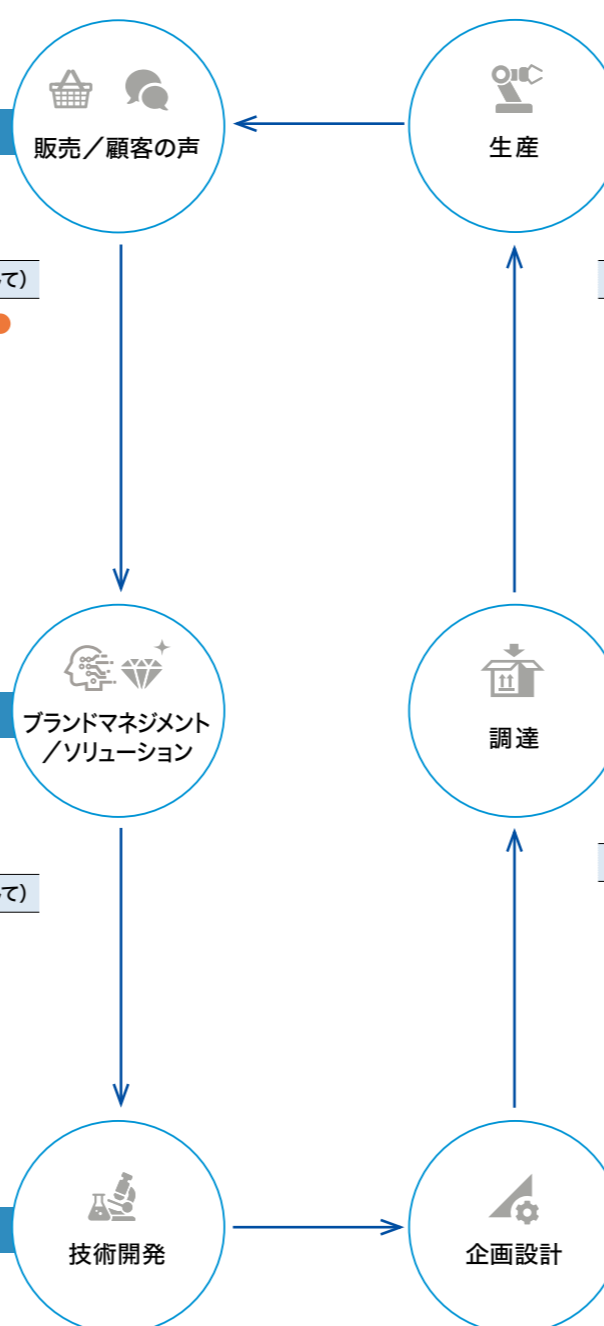 販売／顧客の声
生産
て）
ブランドマネジメント
／ソリューション
調達
て）
技術開発
企画設計